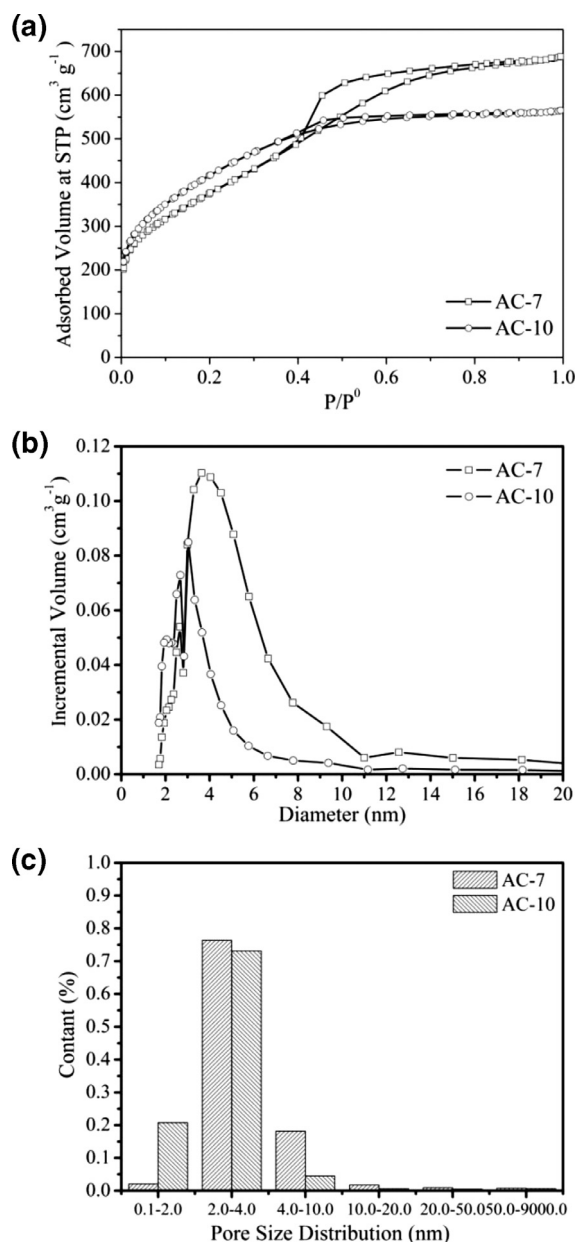 (a)
Adsorbed Volume at STP (cm³ g⁻¹)
700
600
500
400
300
200
100
0
AC-7
AC-10
0.0 0.2 0.4 0.6 0.8 1.0
P/P⁰
(b)
Incremental Volume (cm³g⁻¹)
0.12
0.10
0.08
0.06
0.04
0.02
0.00
AC-7
AC-10
0 2 4 6 8 10 12 14 16 18 20
Diameter (nm)
(c)
Contant (%)
1.0
0.9
0.8
0.7
0.6
0.5
0.4
0.3
0.2
0.1
0.0
AC-7
AC-10
0.1-2.0 2.0-4.0 4.0-10.0 10.0-20.0 20.0-50.050.0-9000.0
Pore Size Distribution (nm)